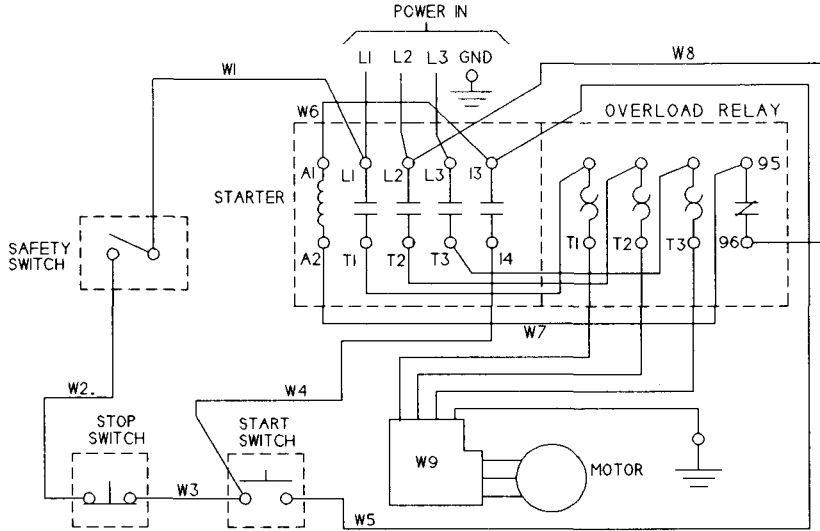 POWER IN
L1 L2 L3 GND
W1
W8
W6
OVERLOAD RELAY
A1 L1 L2 L3 13
95
STARTER
SAFETY
SWITCH
A2 T1 T2 T3 14
T1 T2 T3 96
W7
W2.
W4
STOP
SWITCH
START
SWITCH
W9
MOTOR
W3
W5